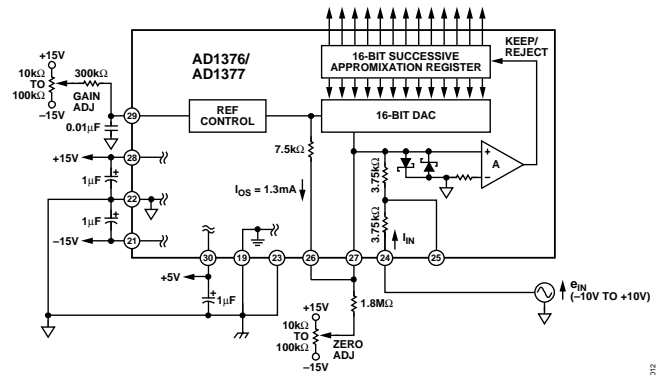 KEEP/
REJECT
AD1376/
AD1377
16-BIT SUCCESSIVE
APPROMIXATION REGISTER
+15V
10kΩ
TO
100kΩ
–15V
300kΩ
GAIN
ADJ
0.01µF
29
REF
CONTROL
16-BIT DAC
7.5kΩ
IOS = 1.3mA
3.75kΩ
3.75kΩ
IIN
+
–
A
+15V
28
1µF
+
22
1µF
+
–15V
21
30
19
23
26
27
24
25
+5V
+
1µF
1.8MΩ
+15V
10kΩ
TO
100kΩ
–15V
ZERO
ADJ
eIN
(–10V TO +10V)
012